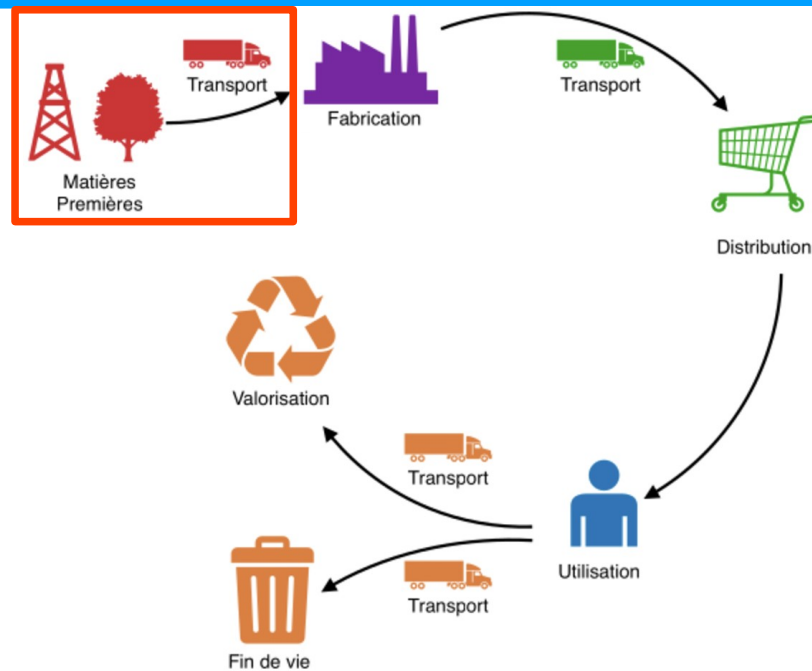 Transport
Transport
Fabrication
Matières
Premières
Distribution
Valorisation
Transport
Utilisation
Transport
Fin de vie